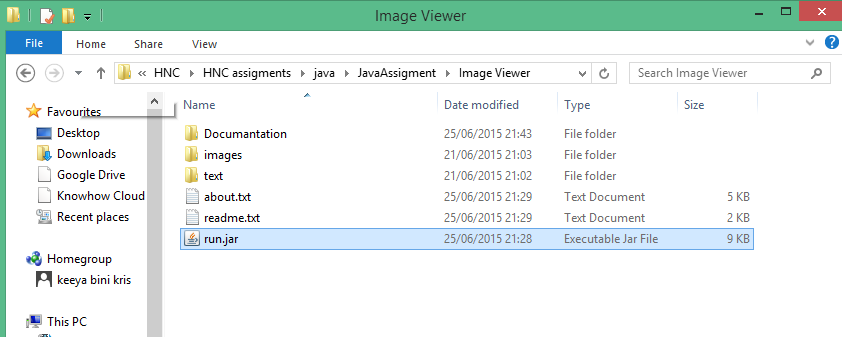 Image Viewer
File Home Share View
« HNC HNC assigments java JavaAssigment Image Viewer Search Image Viewer
Name Date modified Type Size
Favourites
Desktop
Downloads
Google Drive
Knowhow Cloud
Recent places
Homegroup
keeya bini kris
This PC
Documantation 25/06/2015 21:43 File folder
images 21/06/2015 21:03 File folder
text 21/06/2015 21:02 File folder
about.txt 25/06/2015 21:29 Text Document 5 KB
readme.txt 25/06/2015 21:29 Text Document 2 KB
run.jar 25/06/2015 21:28 Executable Jar File 9 KB